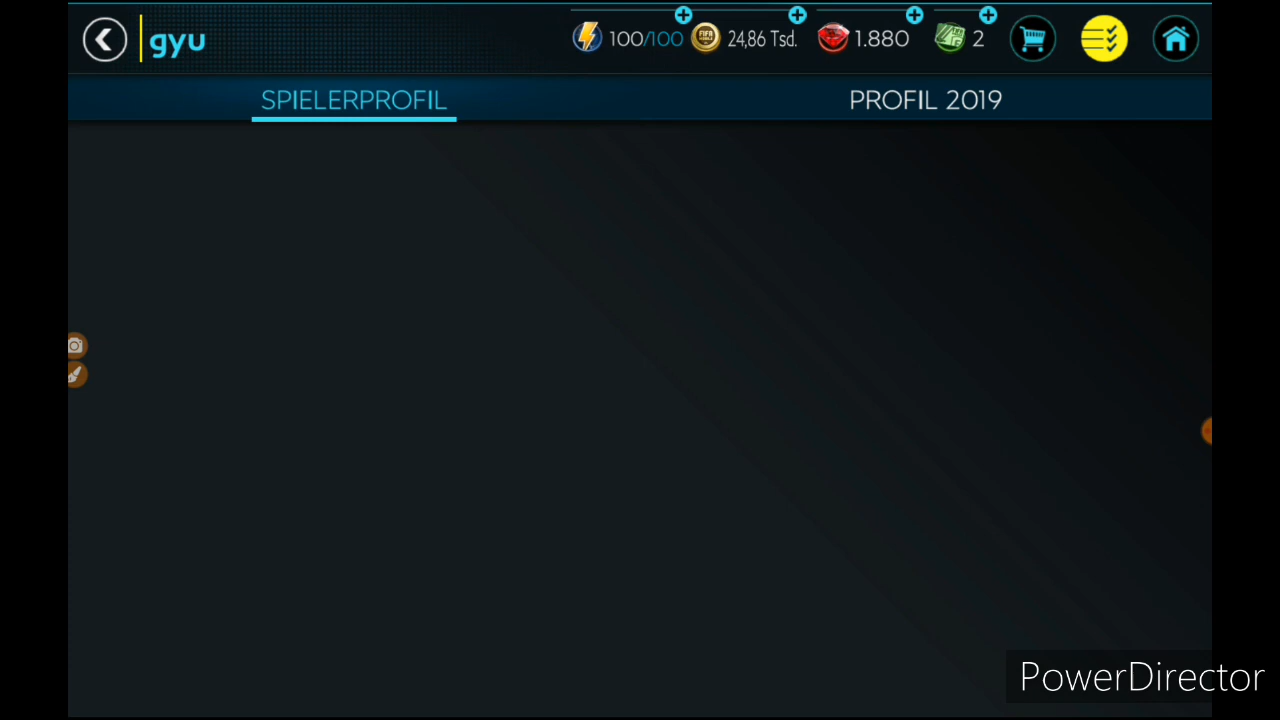 gyu 100/100 24,86 Tsd. 1.880 2
SPIELERPROFIL PROFIL 2019
PowerDirector